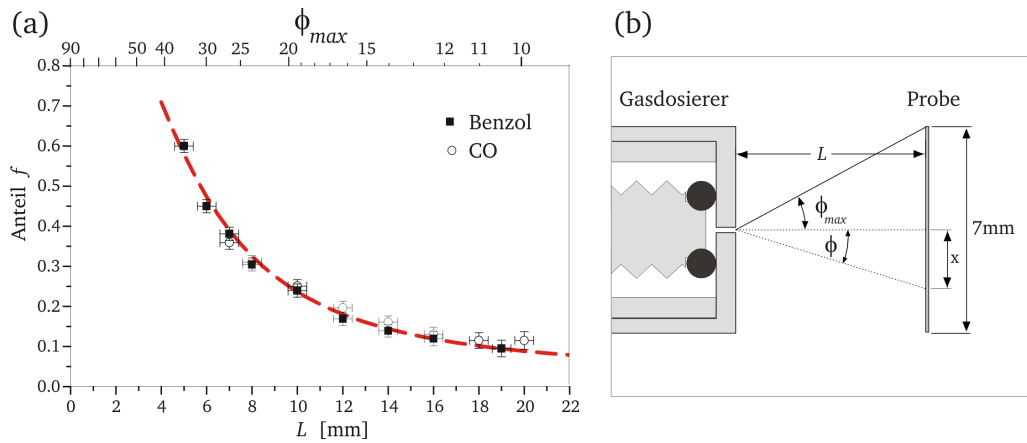 (a)
ϕmax
90 50 40 30 25 20 15 12 11 10
0.8
0.7
0.6
0.5
0.4
0.3
0.2
0.1
0.0
Anteil f
Benzol
CO
0 2 4 6 8 10 12 14 16 18 20 22
L [mm]
(b)
Gasdosierer Probe
L
ϕmax
ϕ
7mm
x